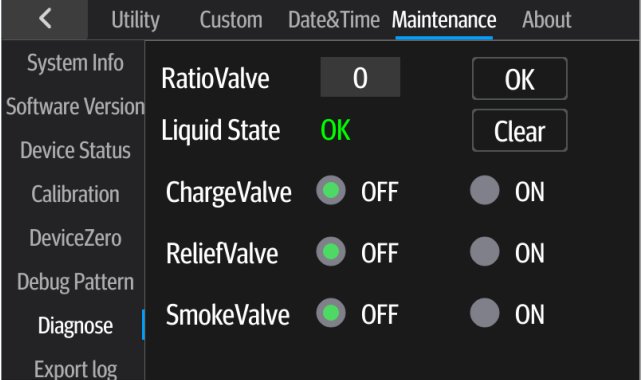 Utility Custom Date&Time Maintenance About
System Info
Software Version
Device Status
Calibration
DeviceZero
Debug Pattern
Diagnose
Export log
RatioValve 0 OK
Liquid State OK Clear
ChargeValve OFF ON
ReliefValve OFF ON
SmokeValve OFF ON